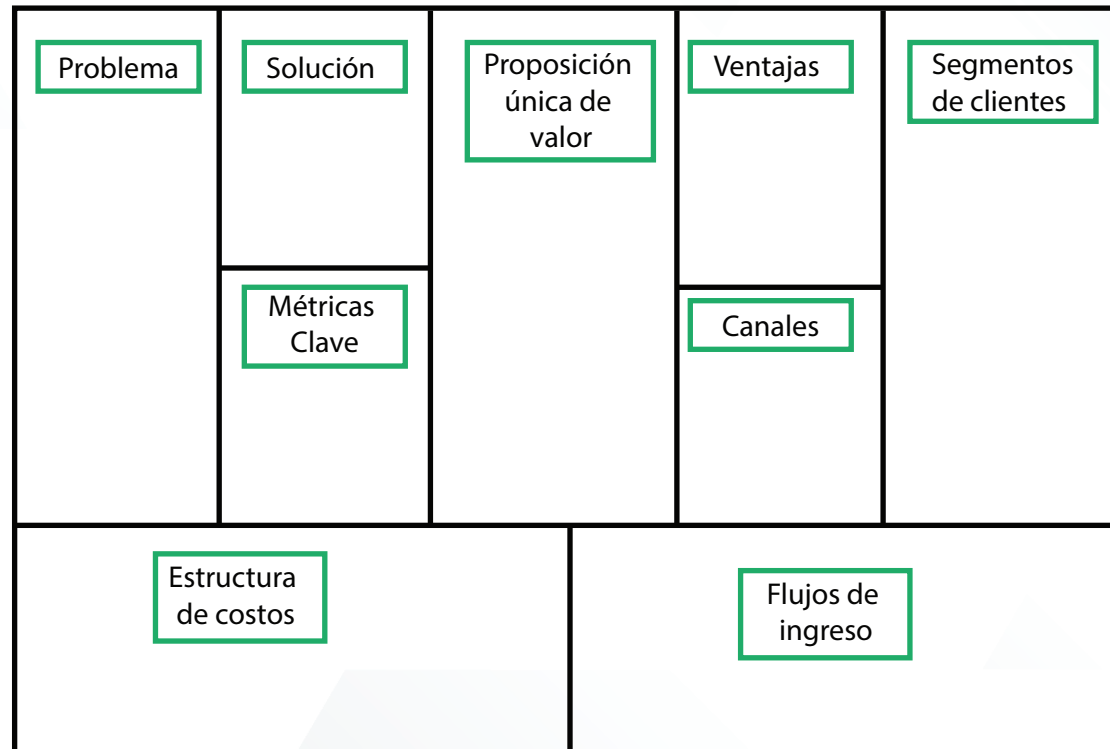 Problema
Solución
Proposición
única de
valor
Ventajas
Segmentos
de clientes
Métricas
Clave
Canales
Estructura
de costos
Flujos de
ingreso